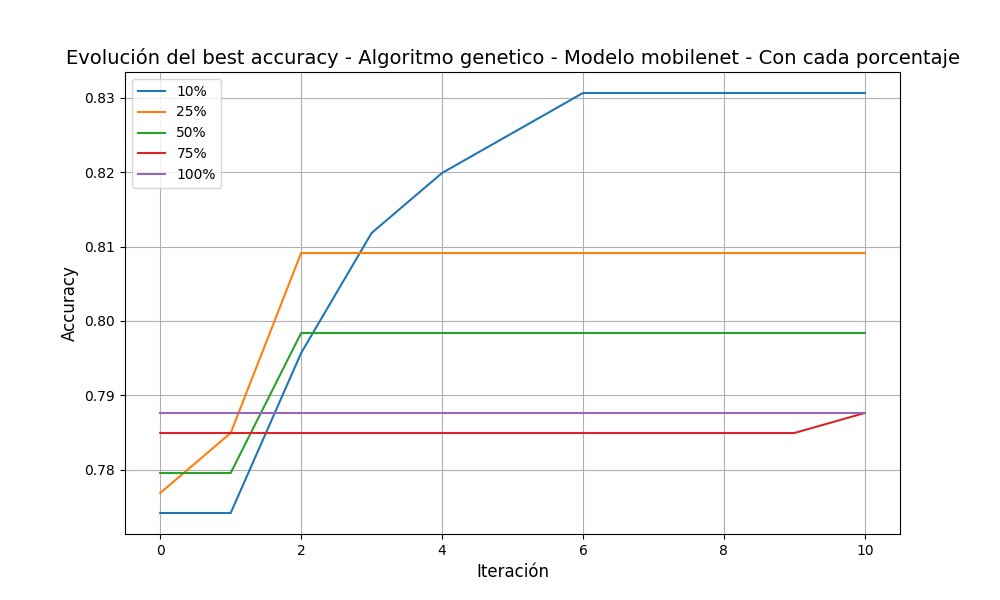 Evolución del best accuracy - Algoritmo genetico - Modelo mobilenet - Con cada porcentaje
10%
25%
50%
75%
100%
0.83
0.82
0.81
0.80
0.79
0.78
Accuracy
0 2 4 6 8 10
Iteración